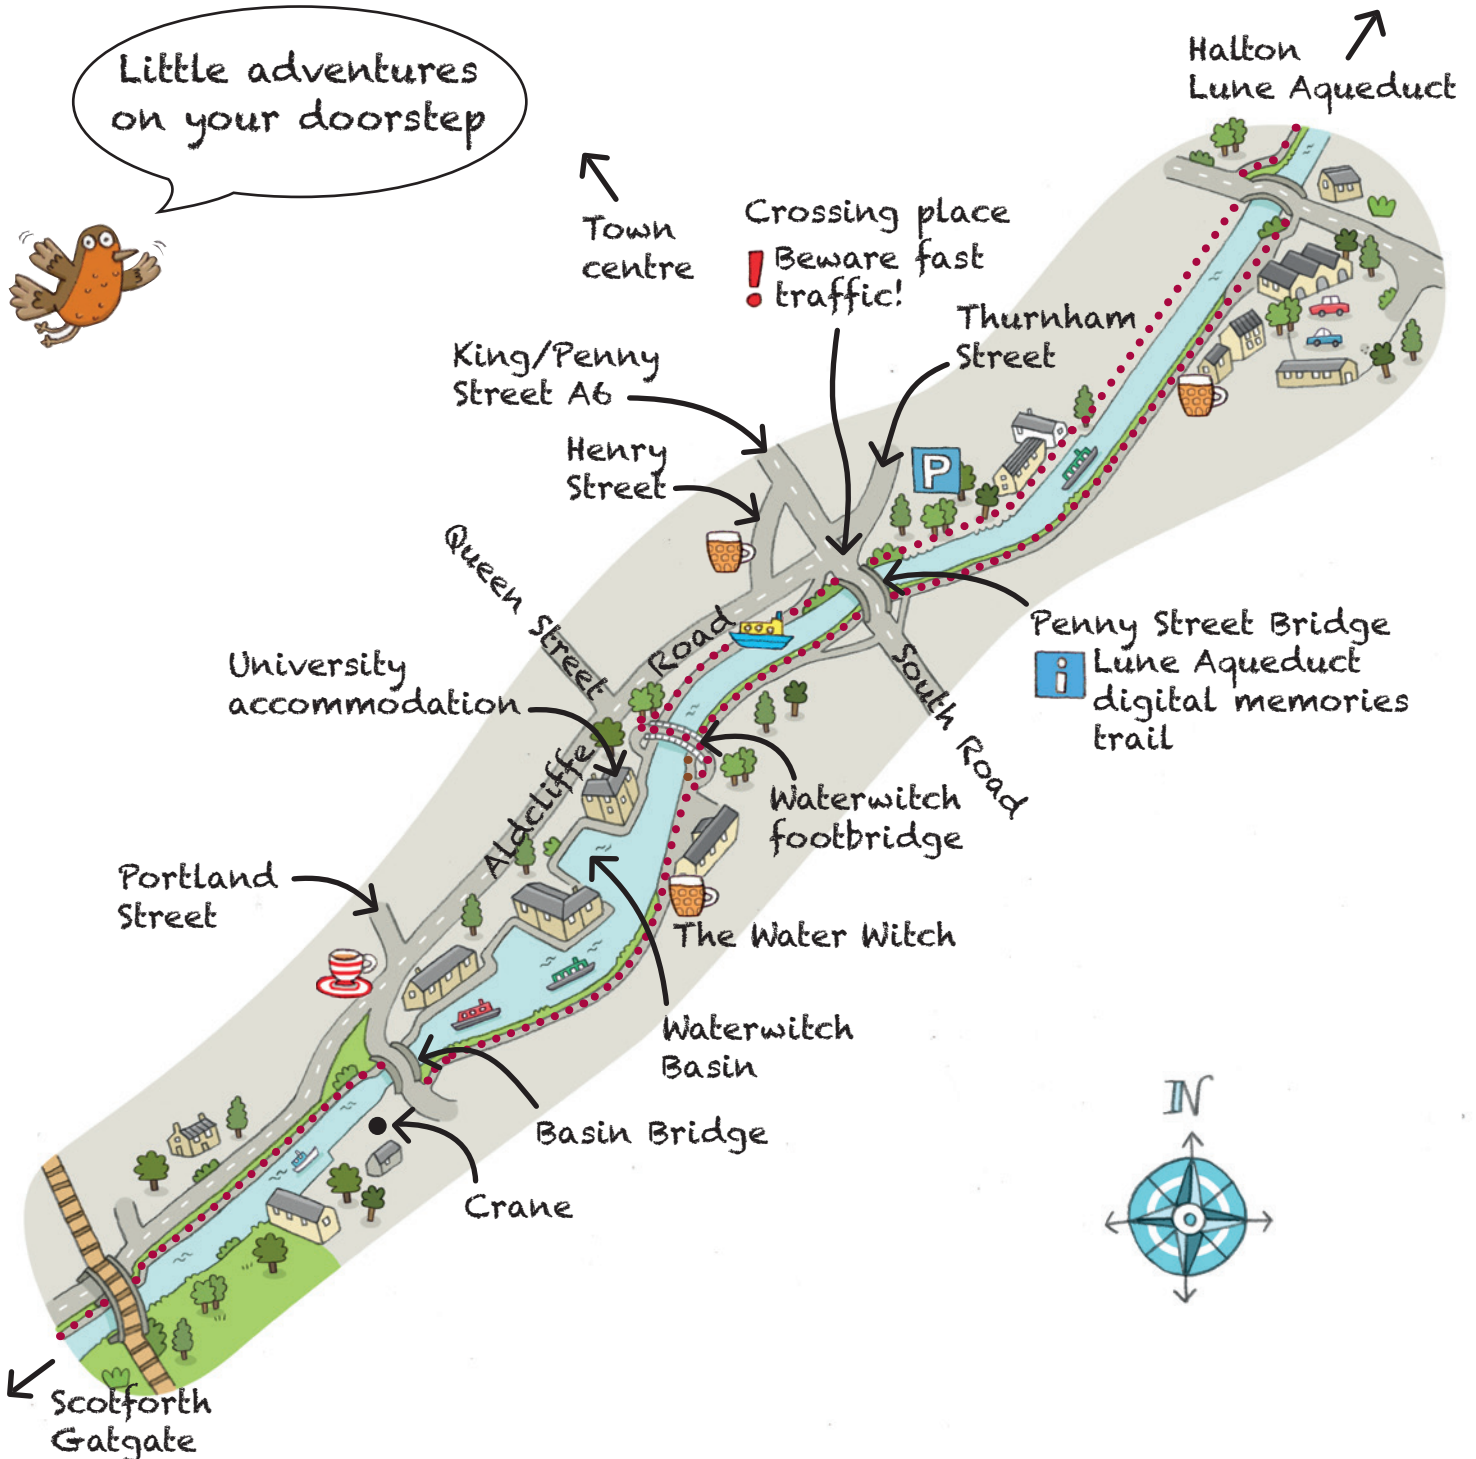 Little adventures
on your doorstep
Halton
Lune Aqueduct
Town
centre
Crossing place
! Beware fast
traffic!
Thurnham
Street
King/Penny
Street A6
Henry
Street
P
Queen Street
Aldcliffe Road
South Road
Penny Street Bridge
i Lune Aqueduct
digital memories
trail
University
accommodation
Waterwitch
footbridge
Portland
Street
The Water Witch
Waterwitch
Basin
Basin Bridge
Crane
N
Scotforth
Gatgate